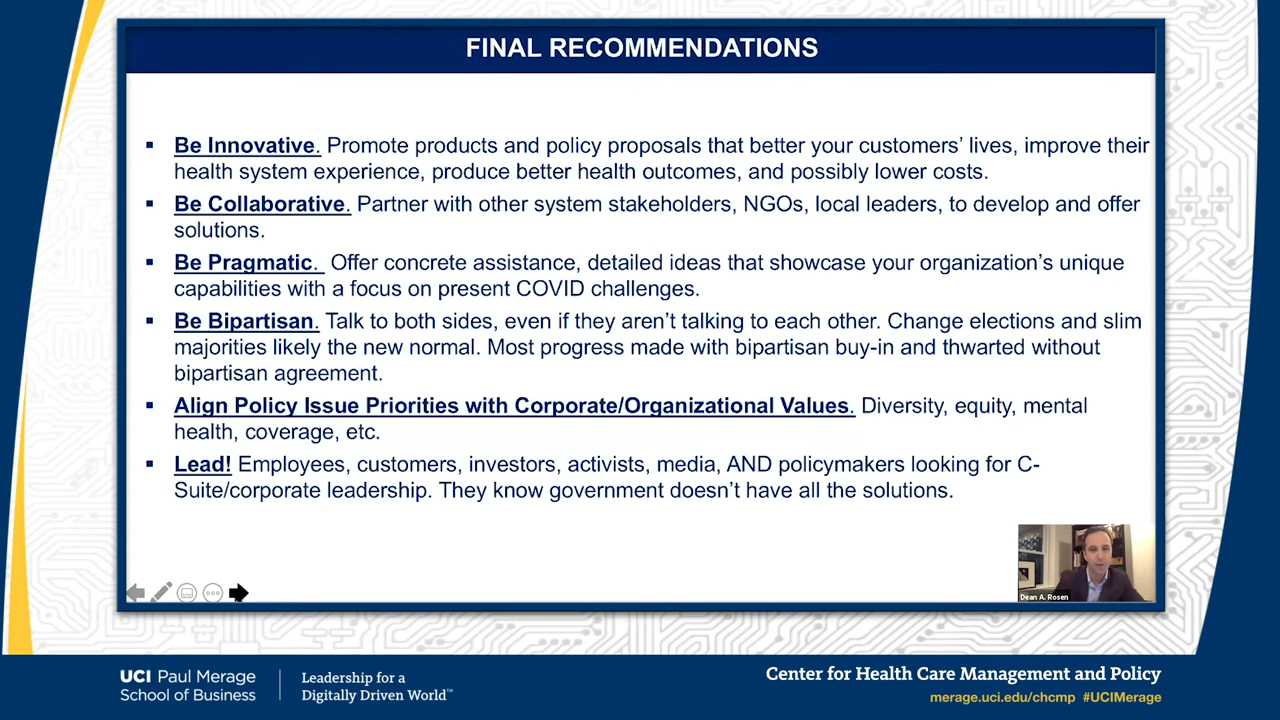 FINAL RECOMMENDATIONS
▪ Be Innovative. Promote products and policy proposals that better your customers’ lives, improve their
health system experience, produce better health outcomes, and possibly lower costs.
▪ Be Collaborative. Partner with other system stakeholders, NGOs, local leaders, to develop and offer
solutions.
▪ Be Pragmatic. Offer concrete assistance, detailed ideas that showcase your organization’s unique
capabilities with a focus on present COVID challenges.
▪ Be Bipartisan. Talk to both sides, even if they aren’t talking to each other. Change elections and slim
majorities likely the new normal. Most progress made with bipartisan buy-in and thwarted without
bipartisan agreement.
▪ Align Policy Issue Priorities with Corporate/Organizational Values. Diversity, equity, mental
health, coverage, etc.
▪ Lead! Employees, customers, investors, activists, media, AND policymakers looking for C-
Suite/corporate leadership. They know government doesn’t have all the solutions.
Dean A. Rosen
UCI Paul Merage
School of Business
Leadership for a
Digitally Driven World™
Center for Health Care Management and Policy
merage.uci.edu/chcmp #UCIMerage